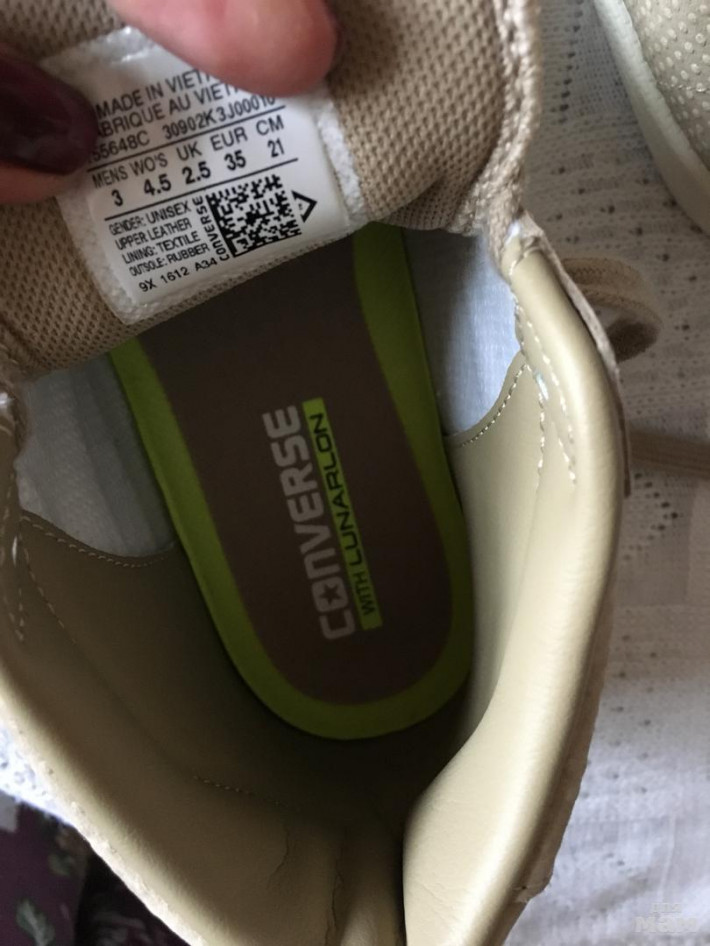 MADE IN VIET
FABRIQUE AU VIET
55648C 30902K3J00010
MENS WO'S UK EUR CM
3 4.5 2.5 35 21
GENDER: UNISEX
UPPER LEATHER
LINING: TEXTILE
OUTSOLE: RUBBER
CONVERSE
9X 1612 A34
CONVERSE
WITH LUNARLON